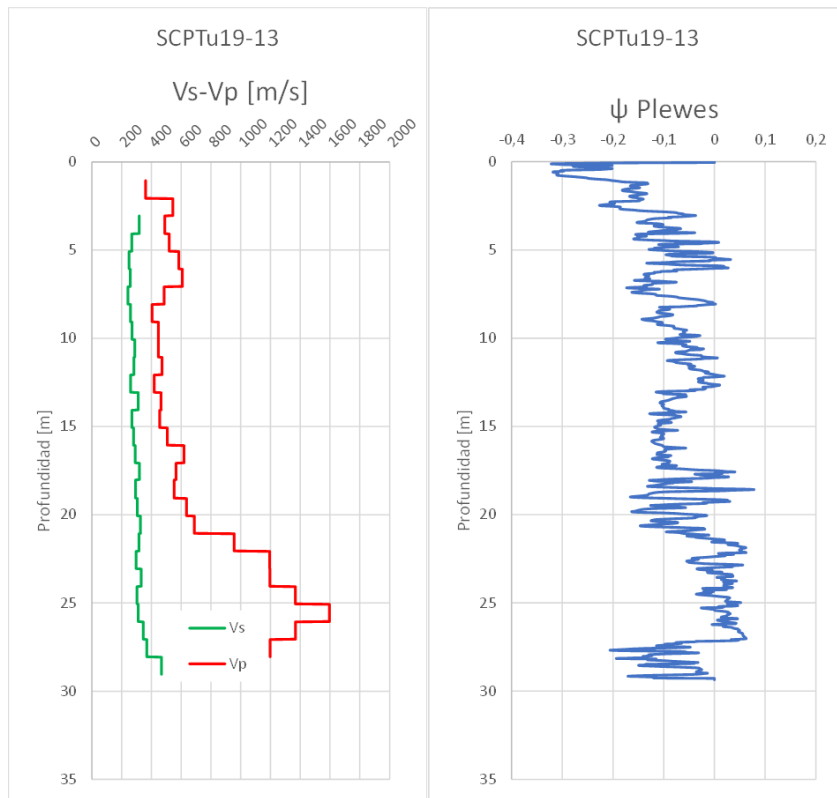 SCPTu19-13
Vs-Vp [m/s]
0 200 400 600 800 1000 1200 1400 1600 1800 2000
Profundidad [m]
0
5
10
15
20
25
30
35
Vs
Vp
SCPTu19-13
ψ Plewes
-0,4 -0,3 -0,2 -0,1 0 0,1 0,2
Profundidad [m]
0
5
10
15
20
25
30
35